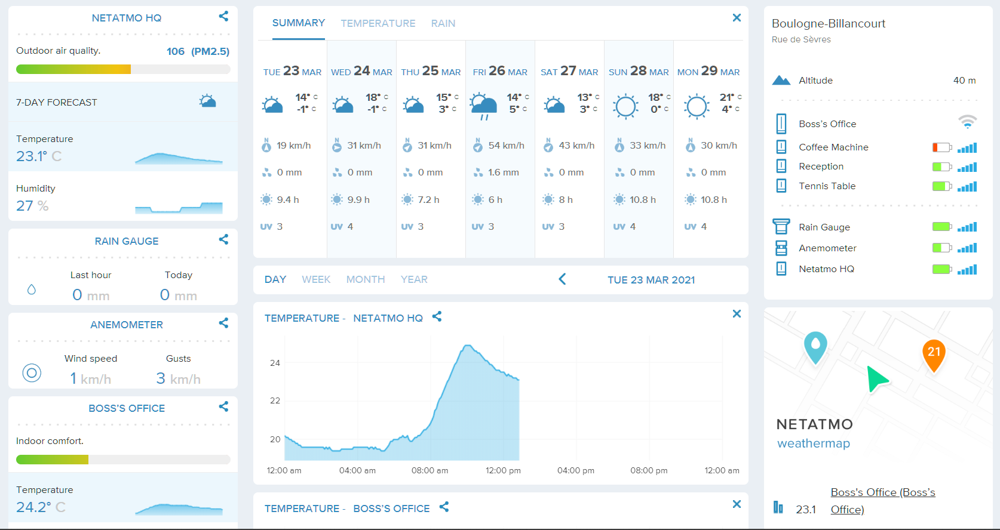 NETATMO HQ
Outdoor air quality. 106 (PM2.5)
7-DAY FORECAST
Temperature
23.1° C
Humidity
27 %
RAIN GAUGE
Last hour Today
0 mm 0 mm
ANEMOMETER
Wind speed Gusts
1 km/h 3 km/h
BOSS'S OFFICE
Indoor comfort.
Temperature
24.2° C
SUMMARY TEMPERATURE RAIN
TUE 23 MAR WED 24 MAR THU 25 MAR FRI 26 MAR SAT 27 MAR SUN 28 MAR MON 29 MAR
14° C 18° C 15° C 14° C 13° C 18° C 21° C
-1° C -1° C 3° C 5° C 3° C 0° C 4° C
N N N N N N N
19 km/h 31 km/h 31 km/h 54 km/h 43 km/h 33 km/h 30 km/h
0 mm 0 mm 0 mm 1.6 mm 0 mm 0 mm 0 mm
9.4 h 9.9 h 7.2 h 6 h 8 h 10.8 h 10.8 h
UV 3 UV 4 UV 3 UV 3 UV 3 UV 4 UV 4
DAY WEEK MONTH YEAR TUE 23 MAR 2021
TEMPERATURE - NETATMO HQ
24
22
20
12:00 am 04:00 am 08:00 am 12:00 pm 04:00 pm 08:00 pm 12:00 am
TEMPERATURE - BOSS'S OFFICE
Boulogne-Billancourt
Rue de Sèvres
Altitude 40 m
Boss's Office
Coffee Machine
Reception
Tennis Table
Rain Gauge
Anemometer
Netatmo HQ
21
NETATMO
weathermap
23.1 Boss's Office (Boss's
Office)